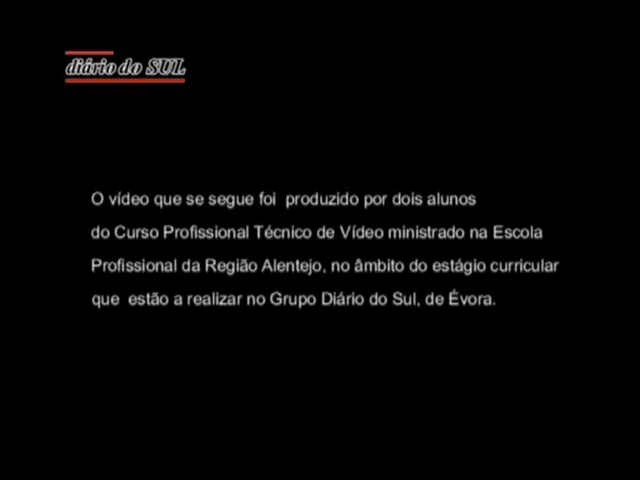 diário do SUL
O vídeo que se segue foi produzido por dois alunos
do Curso Profissional Técnico de Vídeo ministrado na Escola
Profissional da Região Alentejo, no âmbito do estágio curricular
que estão a realizar no Grupo Diário do Sul, de Évora.